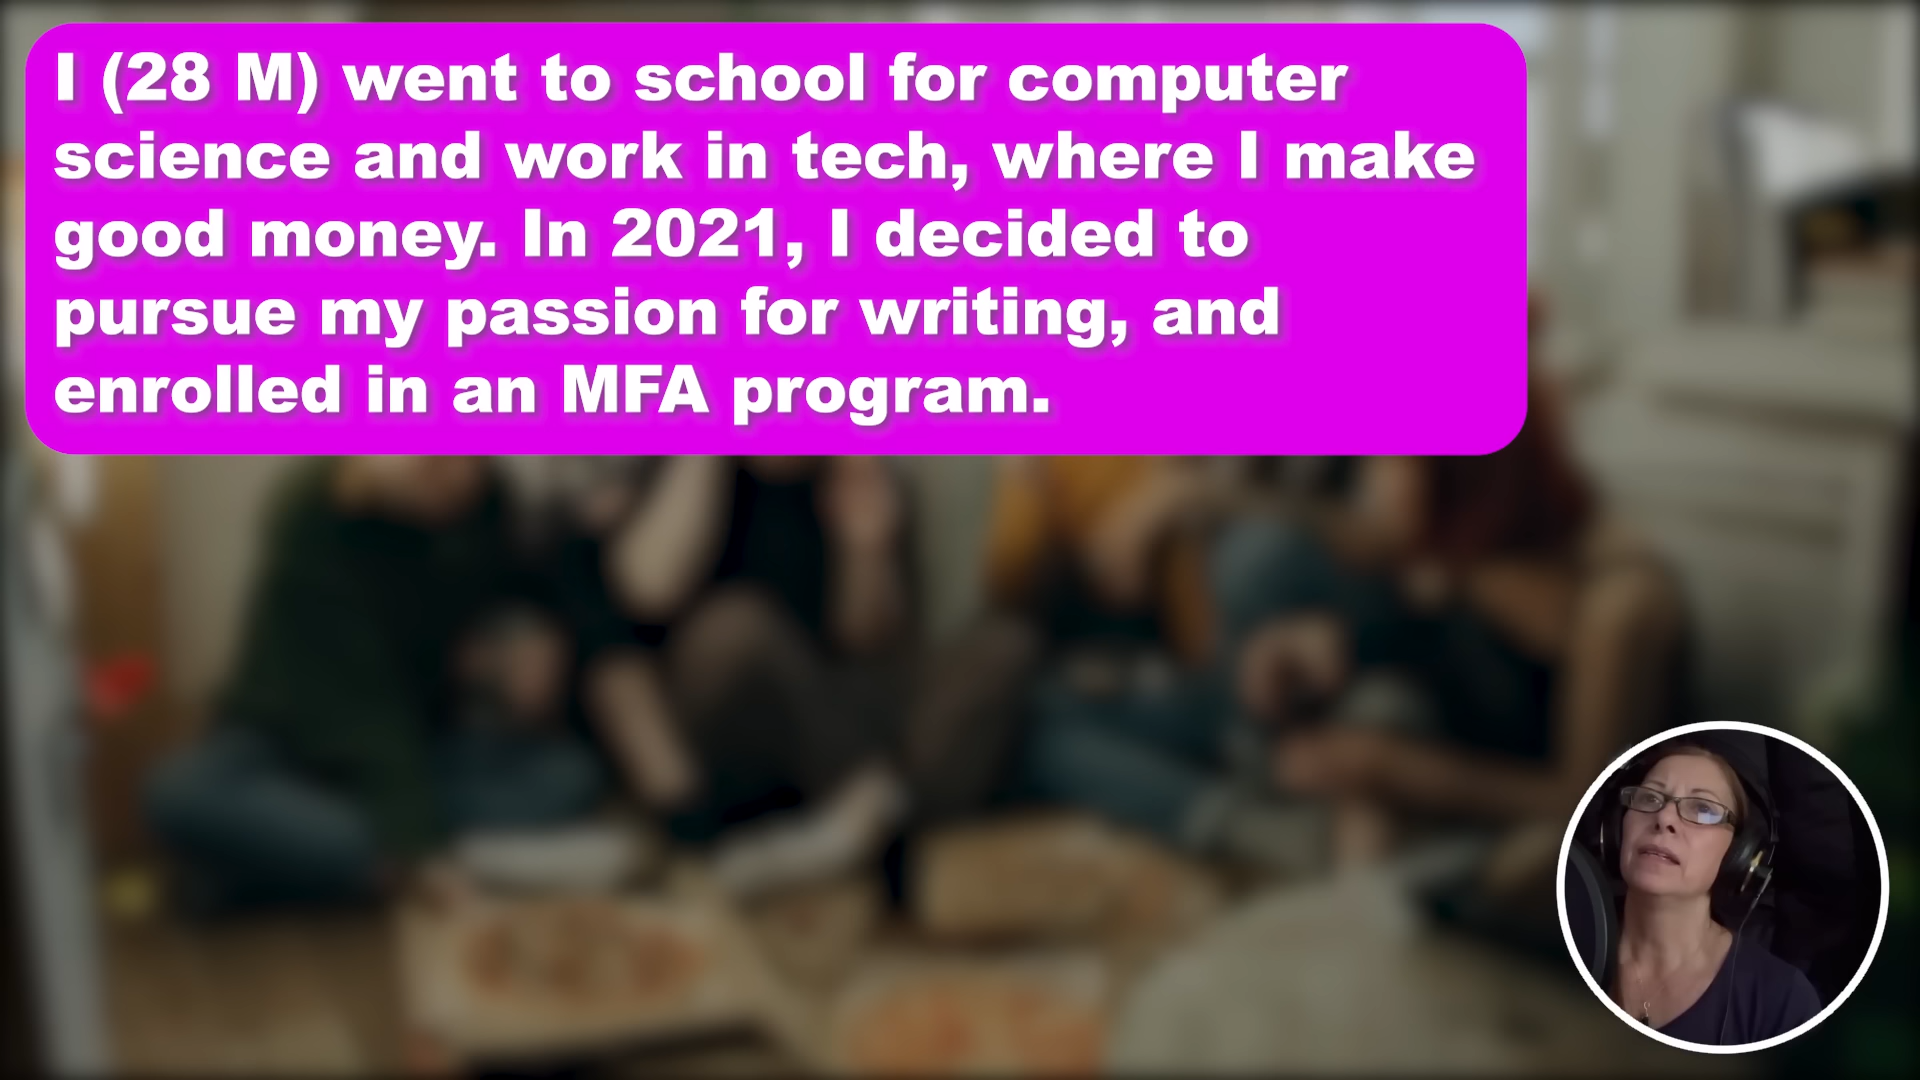 I (28 M) went to school for computer
science and work in tech, where I make
good money. In 2021, I decided to
pursue my passion for writing, and
enrolled in an MFA program.